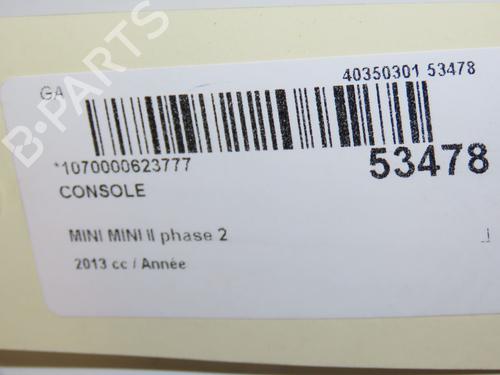 B-PARTS
GA
40350301 53478
*1070000623777
53478
CONSOLE
MINI MINI II phase 2
2013 cc / Année